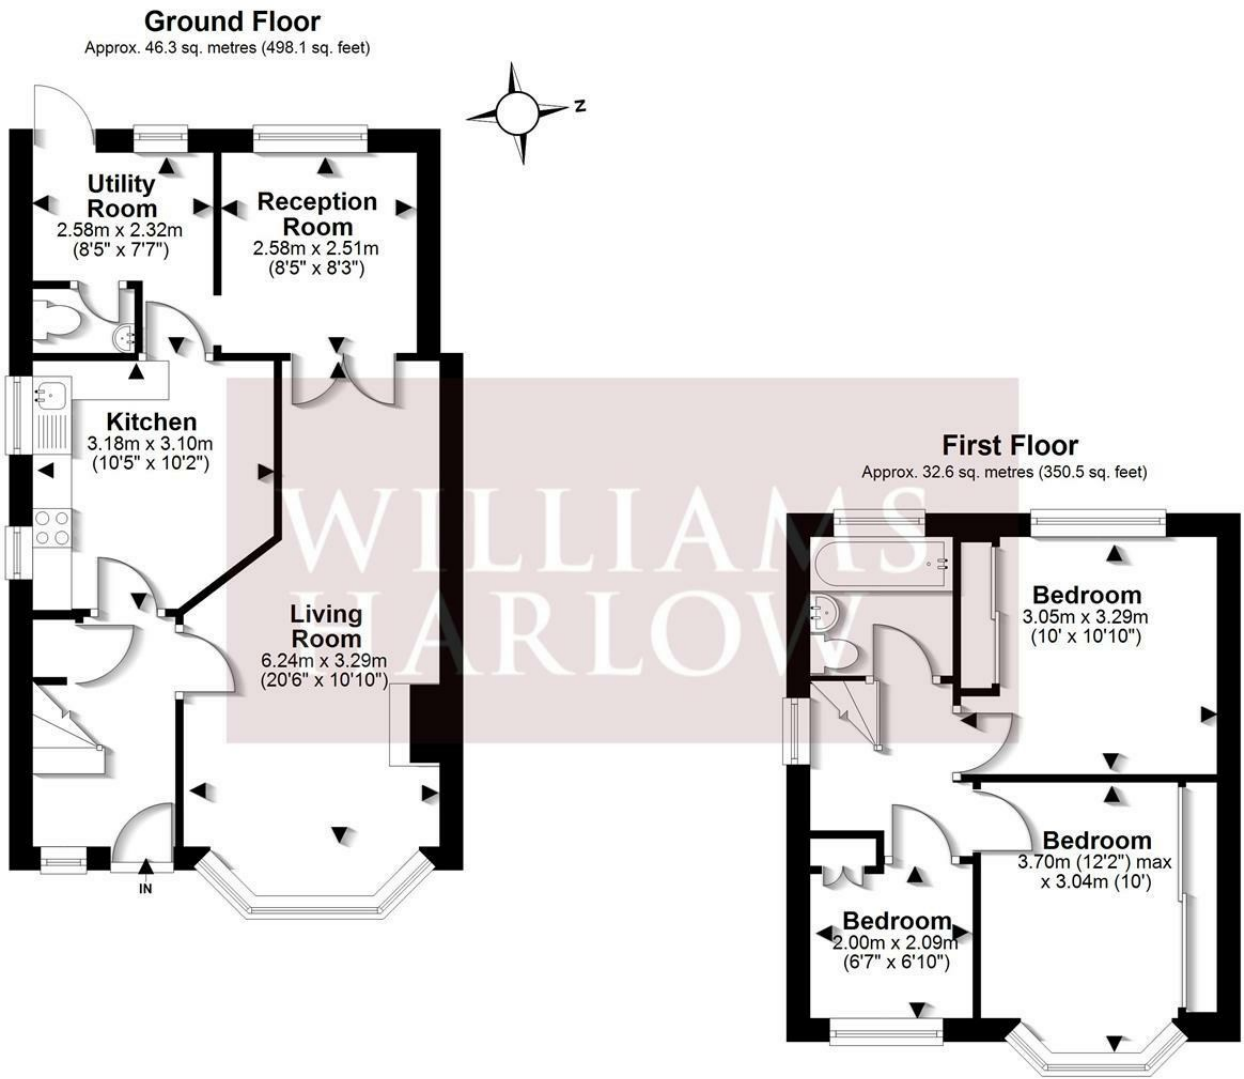 Ground Floor
Approx. 46.3 sq. metres (498.1 sq. feet)
N
Utility
Room
2.58m x 2.32m
(8'5" x 7'7")
Reception
Room
2.58m x 2.51m
(8'5" x 8'3")
Kitchen
3.18m x 3.10m
(10'5" x 10'2")
Living
Room
6.24m x 3.29m
(20'6" x 10'10")
IN
WILLIAMS
HARLOW
First Floor
Approx. 32.6 sq. metres (350.5 sq. feet)
Bedroom
3.05m x 3.29m
(10' x 10'10")
Bedroom
3.70m (12'2") max
x 3.04m (10')
Bedroom
2.00m x 2.09m
(6'7" x 6'10")